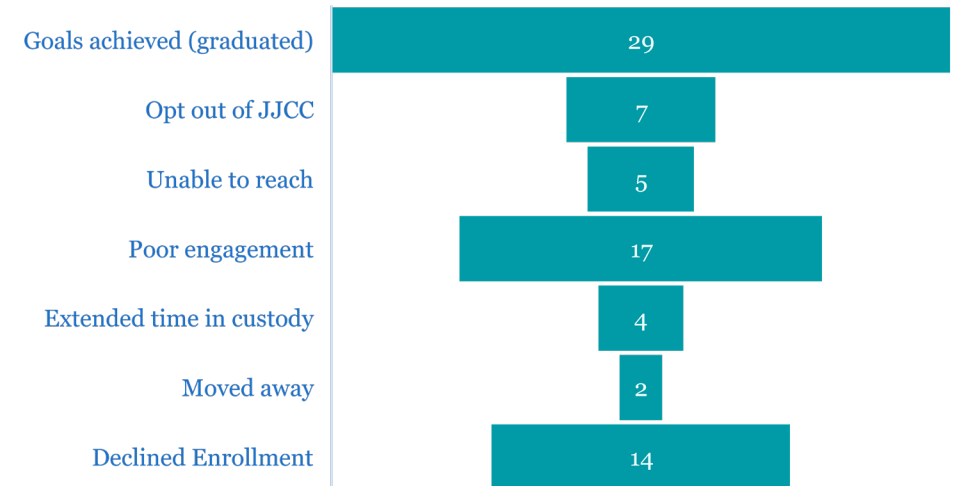 Goals achieved (graduated) 29
Opt out of JJCC 7
Unable to reach 5
Poor engagement 17
Extended time in custody 4
Moved away 2
Declined Enrollment 14